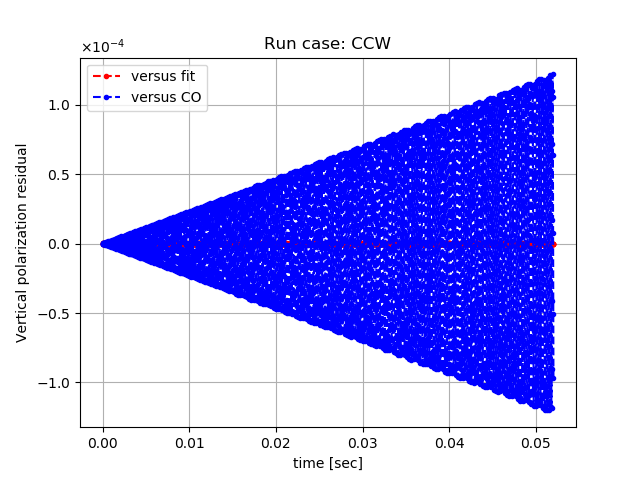 Run case: CCW
×10⁻⁴
versus fit
versus CO
1.0
0.5
0.0
−0.5
−1.0
Vertical polarization residual
0.00 0.01 0.02 0.03 0.04 0.05
time [sec]